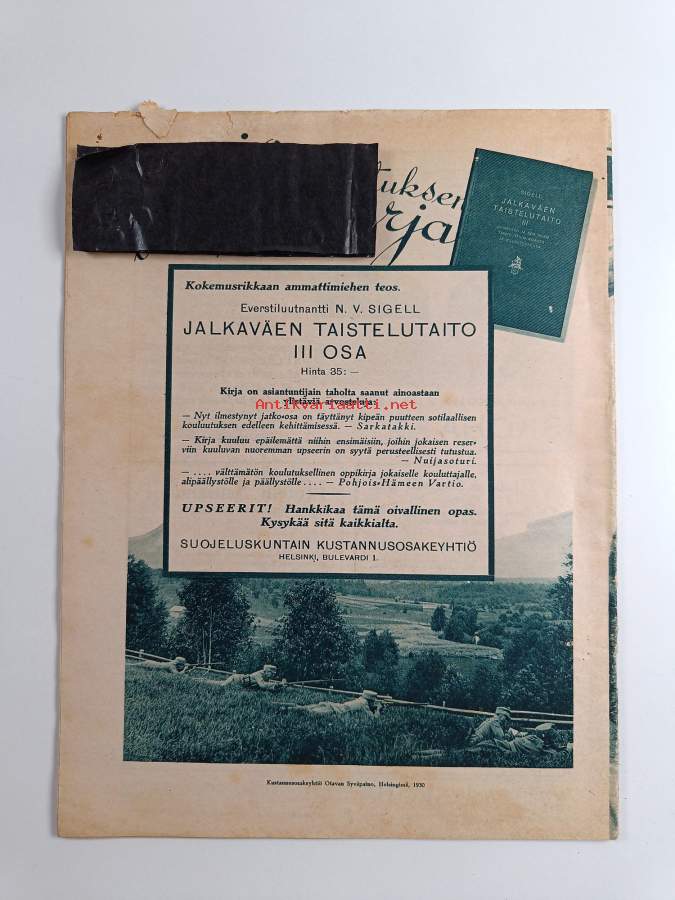 tuksen
rja
SIGELL
JALKAVÄEN
TAISTELUTAITO
III
Kokemusrikkaan ammattimiehen teos.
Everstiluutnantti N. V. SIGELL
JALKAVÄEN TAISTELUTAITO
III OSA
Hinta 35: —
Kirja on asiantuntijain taholta saanut ainoastaan
ylistäviä arvosteluja:
Antikvariaatti.net
— Nyt ilmestynyt jatko-osa on täyttänyt kipeän puutteen sotilaallisen
kouluutuksen edelleen kehittämisessä. — Sarkatakki.
— Kirja kuuluu epäilemättä niihin ensimäisiin, joihin jokaisen reser-
viin kuuluvan nuoremman upseerin on syytä perusteellisesti tutustua.
— Nuijasoturi.
— .... välttämätön koulutuksellinen oppikirja jokaiselle kouluttajalle,
alipäällystölle ja päällystölle .... — Pohjois-Hämeen Vartio.
UPSEERIT! Hankkikaa tämä oivallinen opas.
Kysykää sitä kaikkialta.
SUOJELUSKUNTAIN KUSTANNUSOSAKEYHTIÖ
HELSINKI, BULEVARDI 1.
Kustannusosakeyhtiö Otavan Syväpaino, Helsingissä, 1930